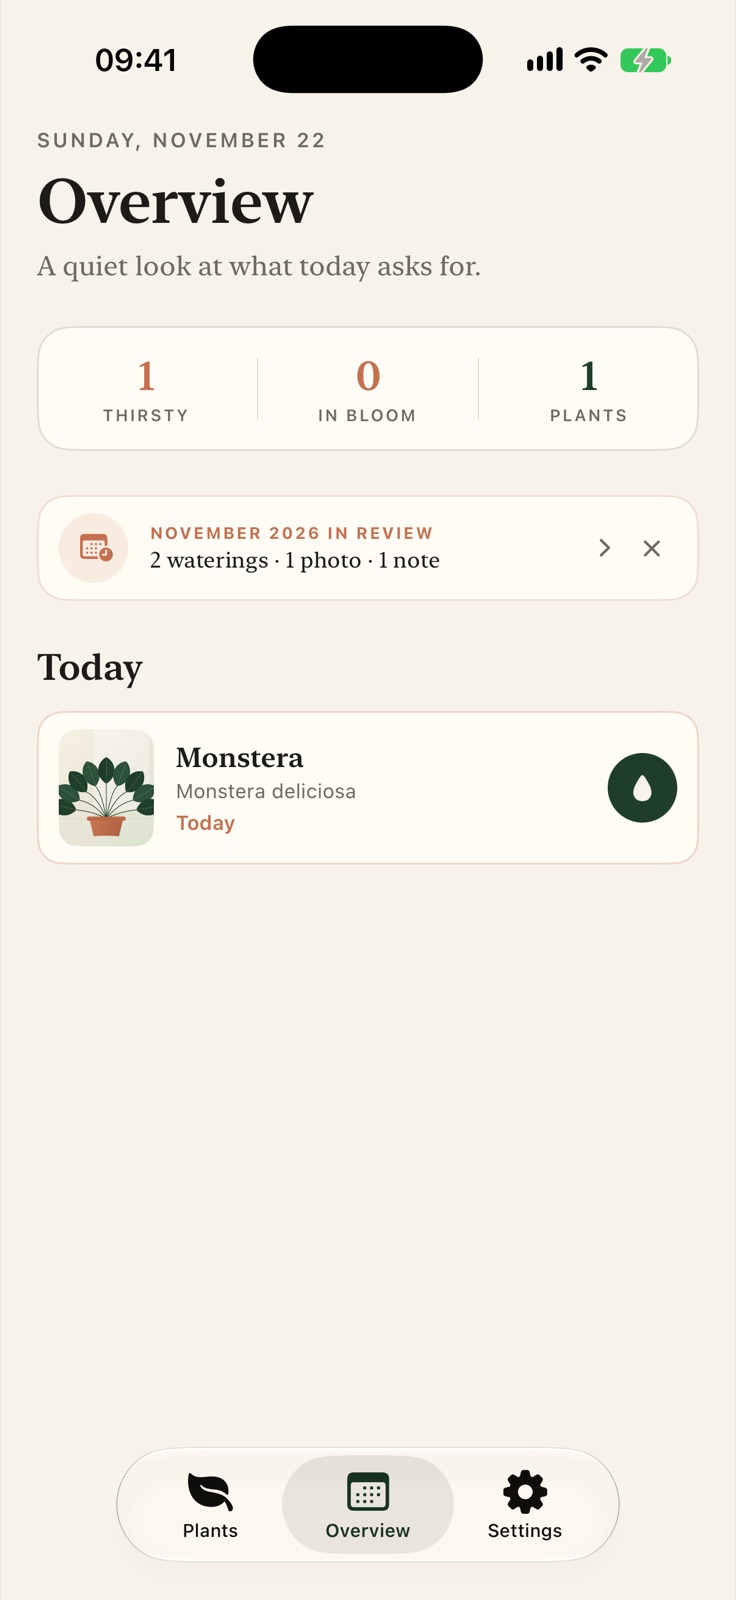 09:41
SUNDAY, NOVEMBER 22
Overview
A quiet look at what today asks for.
1
THIRSTY
0
IN BLOOM
1
PLANTS
NOVEMBER 2026 IN REVIEW
2 waterings · 1 photo · 1 note
Today
Monstera
Monstera deliciosa
Today
Plants
Overview
Settings